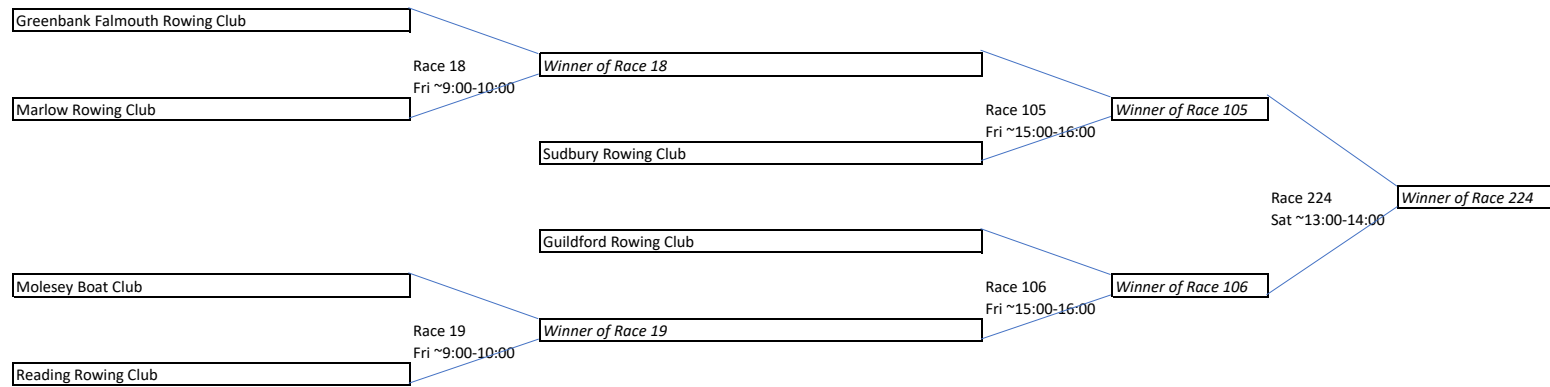 Greenbank Falmouth Rowing Club
Race 18
Fri ~9:00-10:00
Winner of Race 18
Marlow Rowing Club
Race 105
Fri ~15:00-16:00
Winner of Race 105
Sudbury Rowing Club
Race 224
Sat ~13:00-14:00
Winner of Race 224
Guildford Rowing Club
Molesey Boat Club
Race 106
Fri ~15:00-16:00
Winner of Race 106
Race 19
Fri ~9:00-10:00
Winner of Race 19
Reading Rowing Club